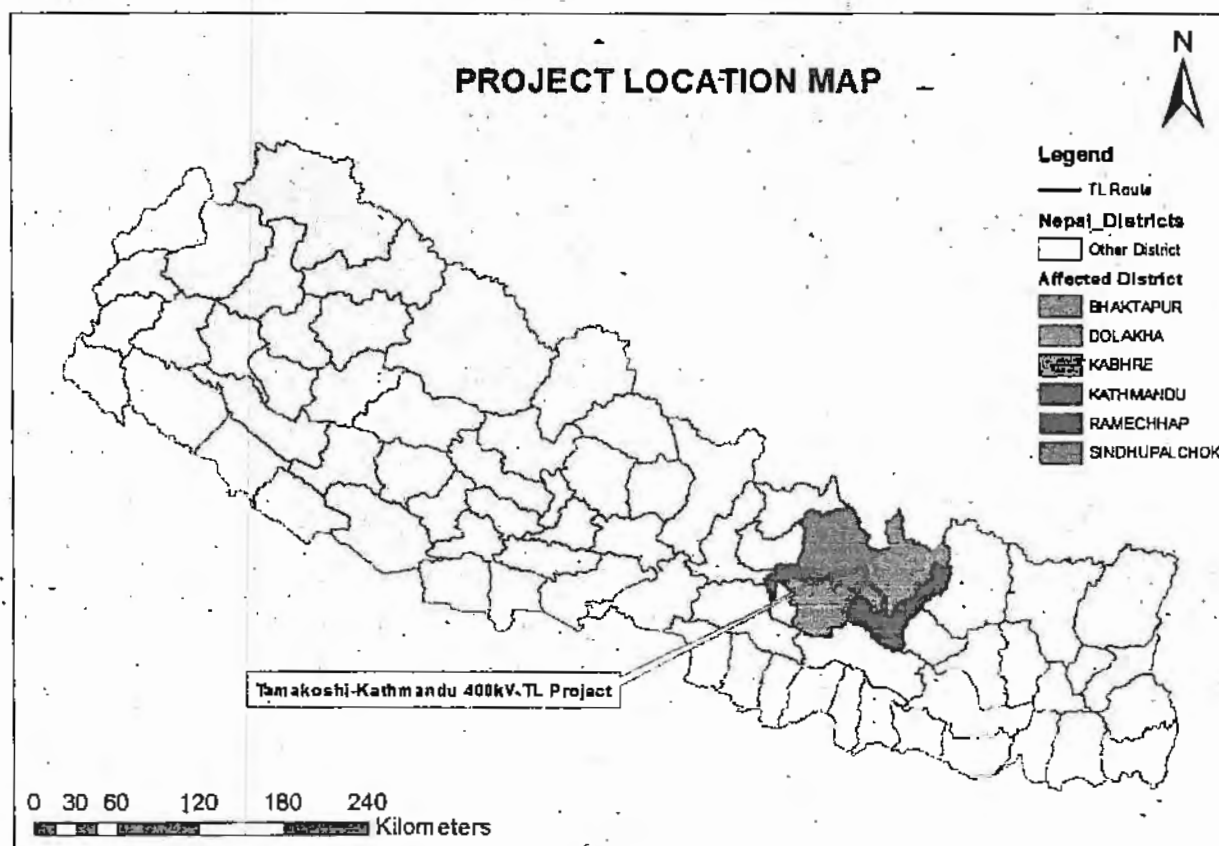 PROJECT LOCATION MAP
N
Legend
TL Route
Nepal_Districts
Other District
Affected District
BHAKTAPUR
DOLAKHA
KABHRE
KATHMANDU
RAMECHHAP
SINDHUPALCHOK
Tamakoshi-Kathmandu 400kV-TL Project
0 30 60 120 180 240
Kilometers